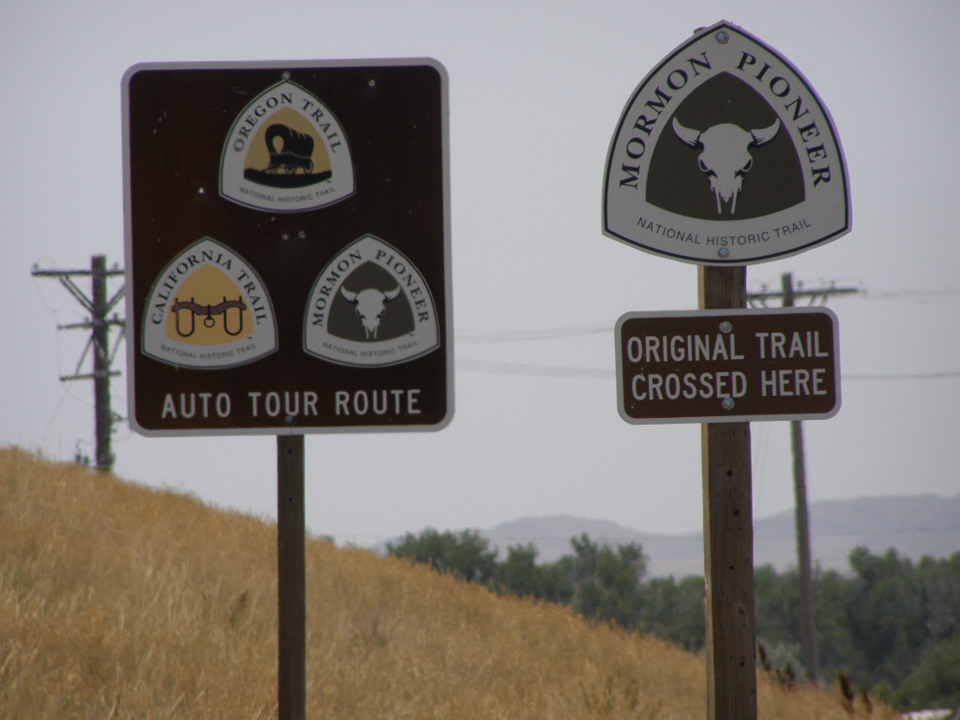 OREGON TRAIL
NATIONAL HISTORIC TRAIL
CALIFORNIA TRAIL
NATIONAL HISTORIC TRAIL
MORMON PIONEER
NATIONAL HISTORIC TRAIL
AUTO TOUR ROUTE
MORMON PIONEER
NATIONAL HISTORIC TRAIL
ORIGINAL TRAIL
CROSSED HERE